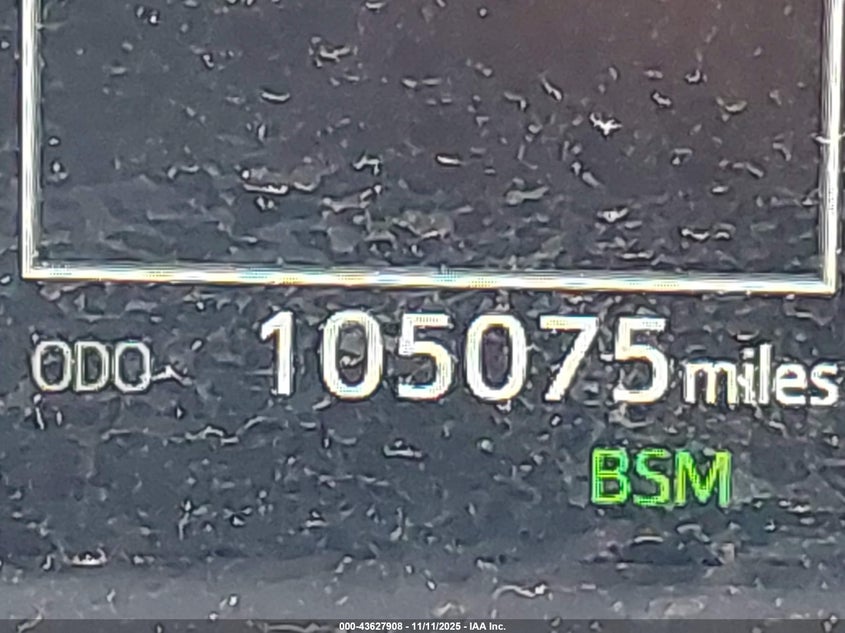 ODO 105075 miles
BSM
000-43627908 - 11/11/2025 - IAA Inc.